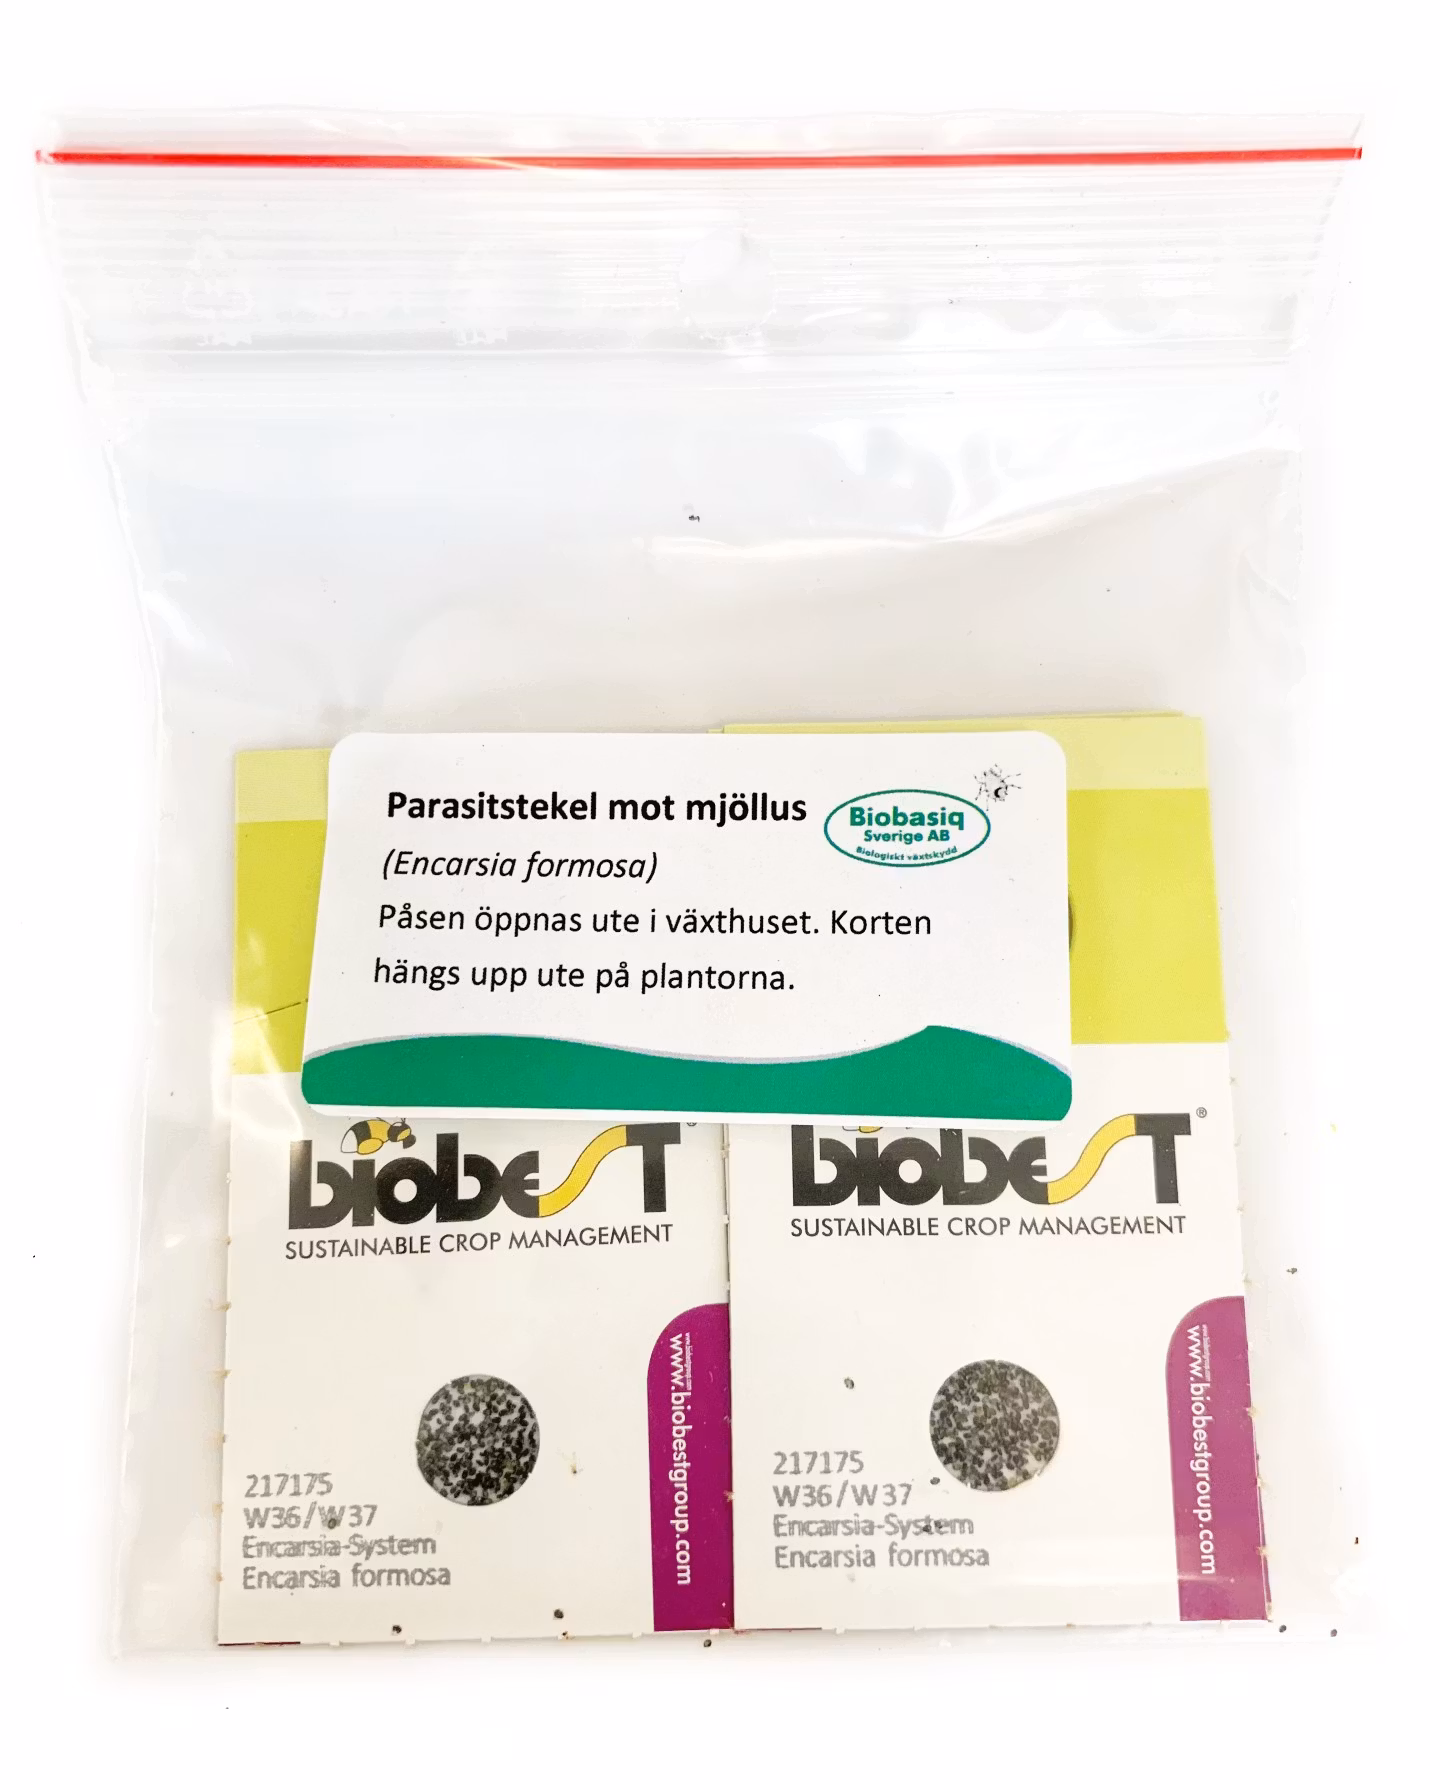 Parasitstekel mot mjöllus
Biobasiq
Sverige AB
Biologiskt växtskydd
(Encarsia formosa)
Påsen öppnas ute i växthuset. Korten
hängs upp ute på plantorna.
biobest
SUSTAINABLE CROP MANAGEMENT
www.biobestgroup.com
217175
W36/W37
Encarsia-System
Encarsia formosa
biobest®
SUSTAINABLE CROP MANAGEMENT
www.biobestgroup.com
217175
W36/W37
Encarsia-System
Encarsia formosa